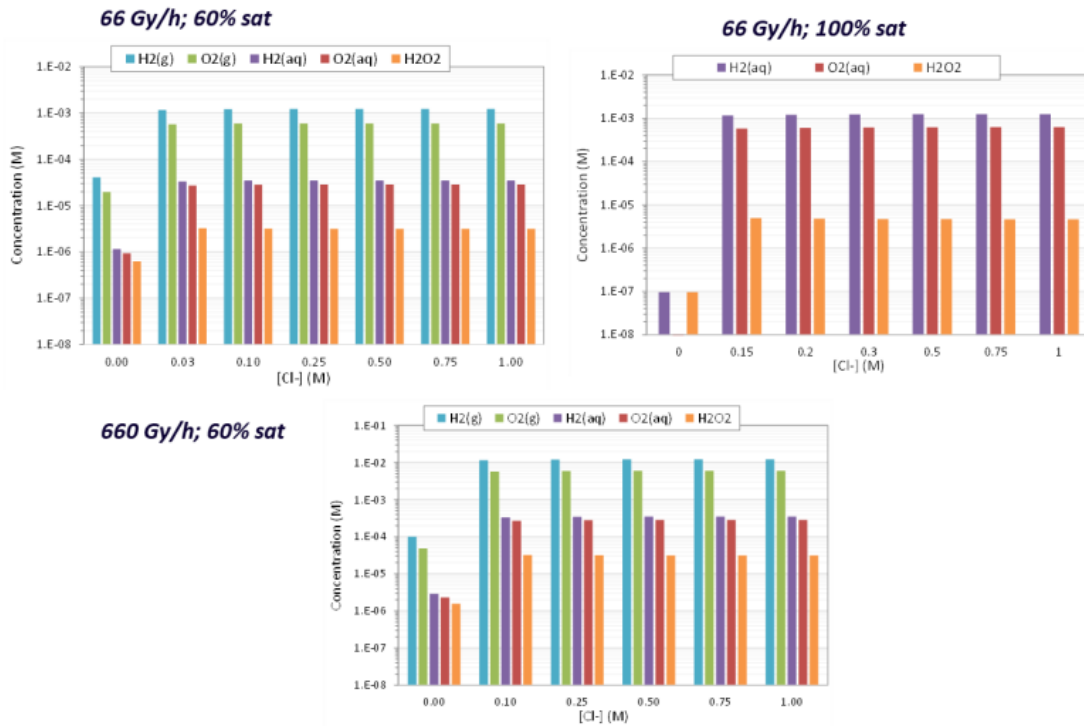 66 Gy/h; 60% sat
H2(g) O2(g) H2(aq) O2(aq) H2O2
1.E-02
1.E-03
1.E-04
1.E-05
1.E-06
1.E-07
1.E-08
Concentration (M)
0.00 0.03 0.10 0.25 0.50 0.75 1.00
[Cl-] (M)
66 Gy/h; 100% sat
H2(aq) O2(aq) H2O2
1.E-02
1.E-03
1.E-04
1.E-05
1.E-06
1.E-07
1.E-08
Concentration (M)
0 0.15 0.2 0.3 0.5 0.75 1
[Cl-] (M)
660 Gy/h; 60% sat
H2(g) O2(g) H2(aq) O2(aq) H2O2
1.E-01
1.E-02
1.E-03
1.E-04
1.E-05
1.E-06
1.E-07
1.E-08
Concentration (M)
0.00 0.10 0.25 0.50 0.75 1.00
[Cl-] (M)